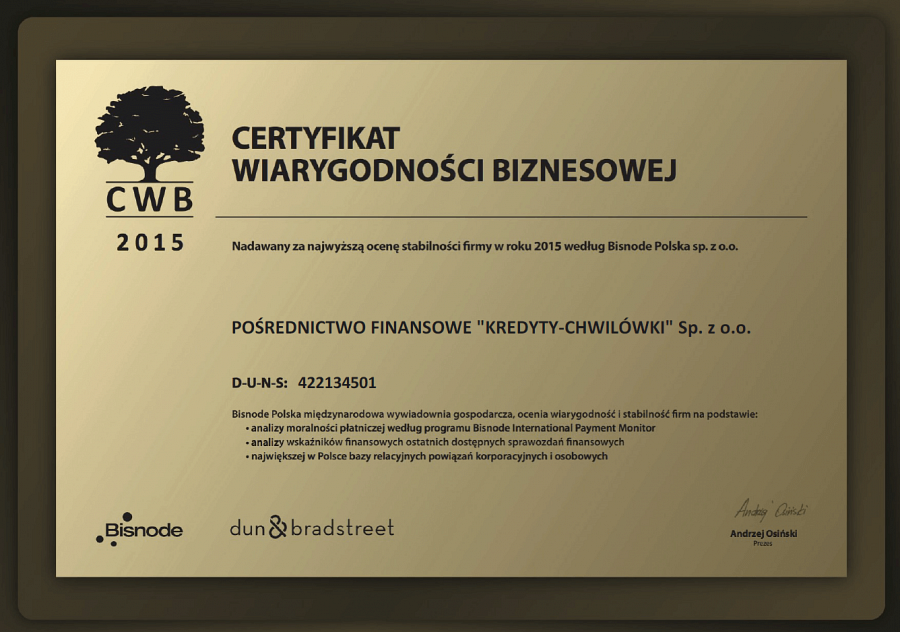 CWB
2015
CERTYFIKAT
WIARYGODNOŚCI BIZNESOWEJ
Nadawany za najwyższą ocenę stabilności firmy w roku 2015 według Bisnode Polska sp. z o.o.
POŚREDNICTWO FINANSOWE "KREDYTY-CHWILÓWKI" Sp. z o.o.
D-U-N-S: 422134501
Bisnode Polska międzynarodowa wywiadownia gospodarcza, ocenia wiarygodność i stabilność firm na podstawie:
• analizy moralności płatniczej według programu Bisnode International Payment Monitor
• analizy wskaźników finansowych ostatnich dostępnych sprawozdań finansowych
• największej w Polsce bazy relacyjnych powiązań korporacyjnych i osobowych
Bisnode
dun&bradstreet
Andrzej Osiński
Andrzej Osiński
Prezes